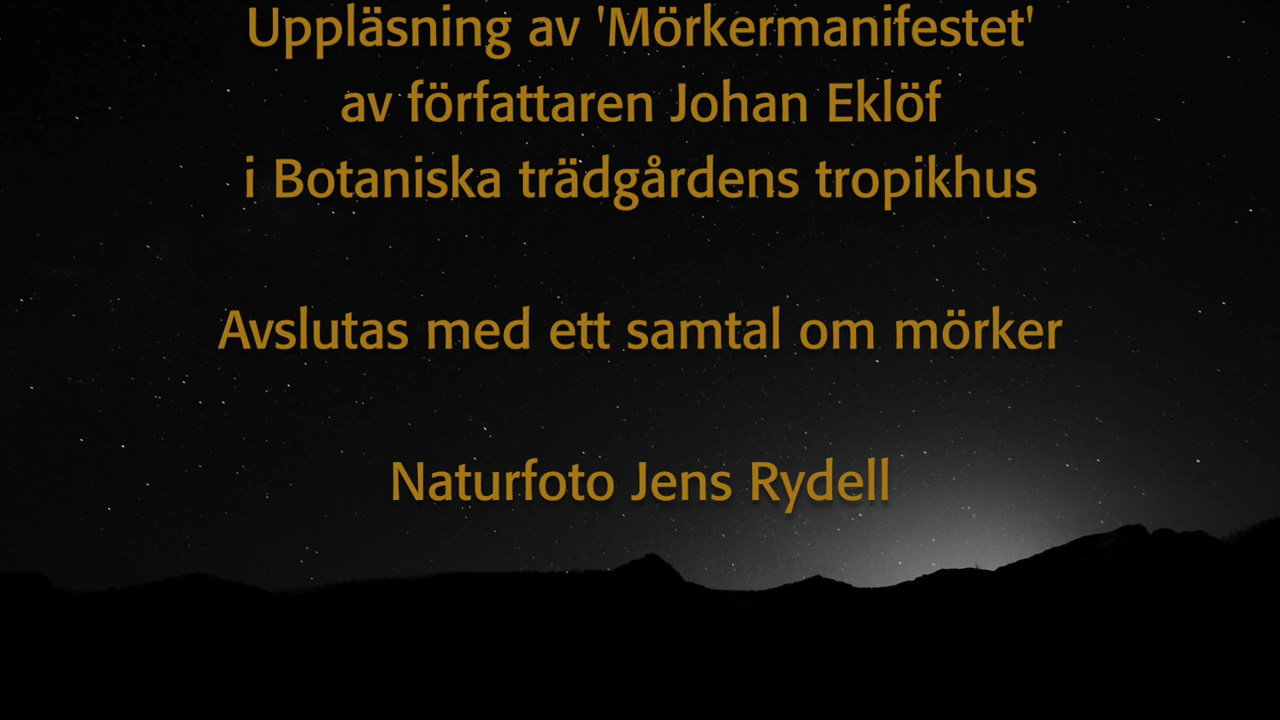 Uppläsning av 'Mörkermanifestet'
av författaren Johan Eklöf
i Botaniska trädgårdens tropikhus
Avslutas med ett samtal om mörker
Naturfoto Jens Rydell